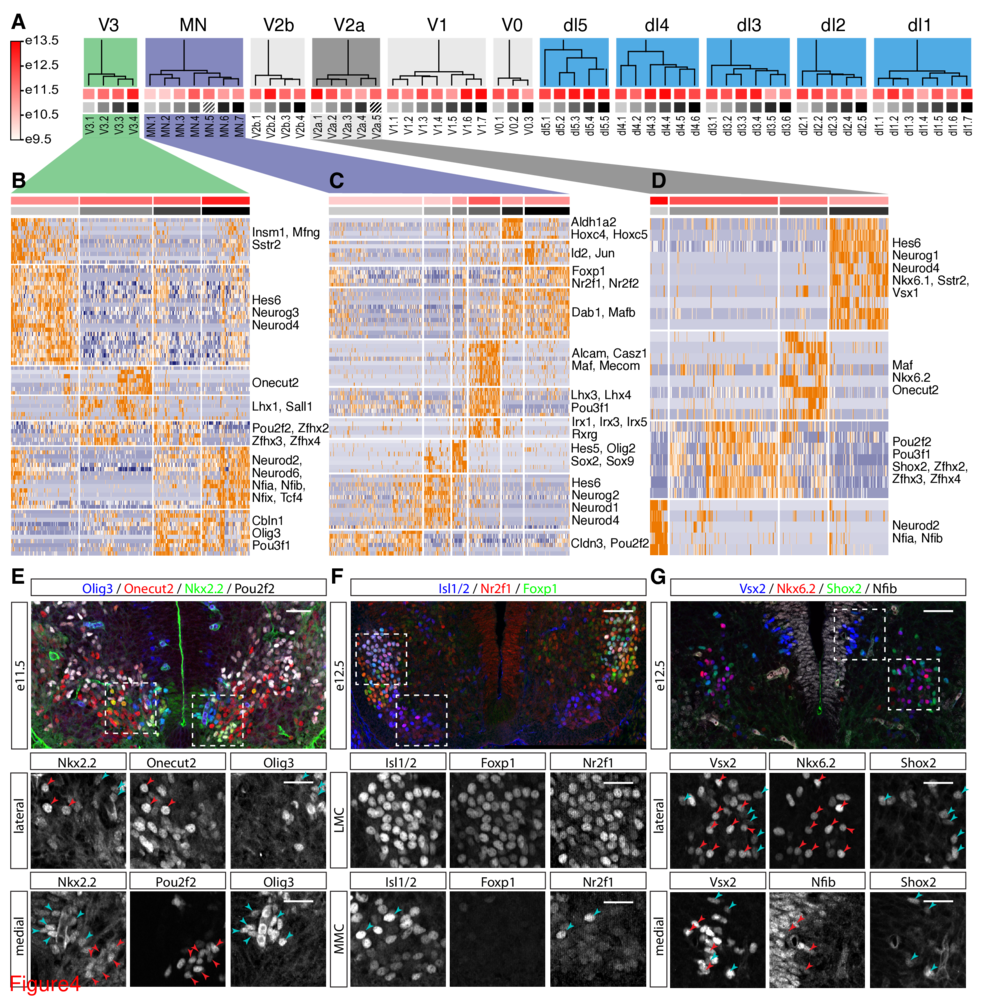 A
V3 MN V2b V2a V1 V0 dI5 dI4 dI3 dI2 dI1
e13.5
e12.5
e11.5
e10.5
e9.5
V3.1 V3.2 V3.3 V3.4 MN.1 MN.2 MN.3 MN.4 MN.5 MN.6 MN.7 V2b.1 V2b.2 V2b.3 V2b.4 V2a.1 V2a.2 V2a.3 V2a.4 V2a.5 V1.1 V1.2 V1.3 V1.4 V1.5 V1.6 V1.7 V0.1 V0.2 V0.3 dI5.1 dI5.2 dI5.3 dI5.4 dI5.5 dI4.1 dI4.2 dI4.3 dI4.4 dI4.5 dI4.6 dI3.1 dI3.2 dI3.3 dI3.4 dI3.5 dI3.6 dI2.1 dI2.2 dI2.3 dI2.4 dI2.5 dI1.1 dI1.2 dI1.3 dI1.4 dI1.5 dI1.6 dI1.7
B
Insm1, Mfng
Sstr2
Hes6
Neurog3
Neurod4
Onecut2
Lhx1, Sall1
Pou2f2, Zfhx2
Zfhx3, Zfhx4
Neurod2,
Neurod6,
Nfia, Nfib,
Nfix, Tcf4
Cbln1
Olig3
Pou3f1
C
Aldh1a2
Hoxc4, Hoxc5
Id2, Jun
Foxp1
Nr2f1, Nr2f2
Dab1, Mafb
Alcam, Casz1
Maf, Mecom
Lhx3, Lhx4
Pou3f1
Irx1, Irx3, Irx5
Rxrg
Hes5, Olig2
Sox2, Sox9
Hes6
Neurog2
Neurod1
Neurod4
Cldn3, Pou2f2
D
Hes6
Neurog1
Neurod4
Nkx6.1, Sstr2,
Vsx1
Maf
Nkx6.2
Onecut2
Pou2f2
Pou3f1
Shox2, Zfhx2,
Zfhx3, Zfhx4
Neurod2
Nfia, Nfib
E
Olig3 / Onecut2 / Nkx2.2 / Pou2f2
e11.5
Nkx2.2 Onecut2 Olig3
lateral
Nkx2.2 Pou2f2 Olig3
medial
F
Isl1/2 / Nr2f1 / Foxp1
e12.5
Isl1/2 Foxp1 Nr2f1
LMC
Isl1/2 Foxp1 Nr2f1
MMC
G
Vsx2 / Nkx6.2 / Shox2 / Nfib
e12.5
Vsx2 Nkx6.2 Shox2
lateral
Vsx2 Nfib Shox2
medial
Figure4